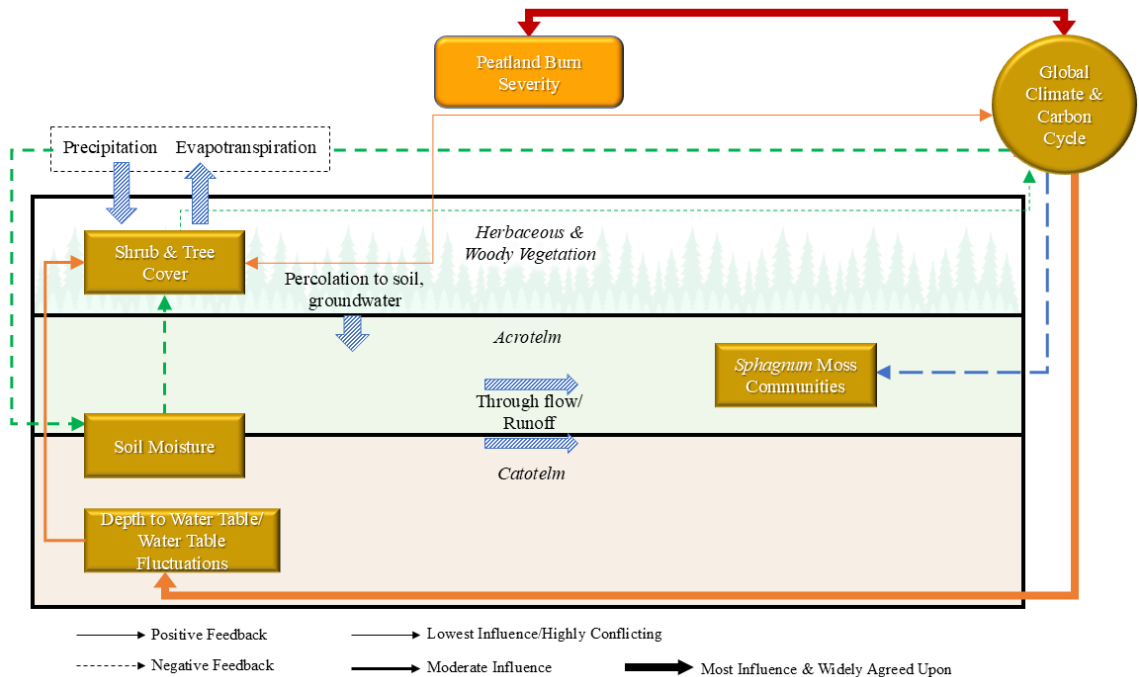 Peatland Burn
Severity
Global
Climate &
Carbon
Cycle
Precipitation
Evapotranspiration
Herbaceous &
Woody Vegetation
Shrub & Tree
Cover
Percolation to soil,
groundwater
Acrotelm
Sphagnum Moss
Communities
Through flow/
Runoff
Soil Moisture
Catotelm
Depth to Water Table/
Water Table
Fluctuations
Positive Feedback
Lowest Influence/Highly Conflicting
Negative Feedback
Moderate Influence
Most Influence & Widely Agreed Upon